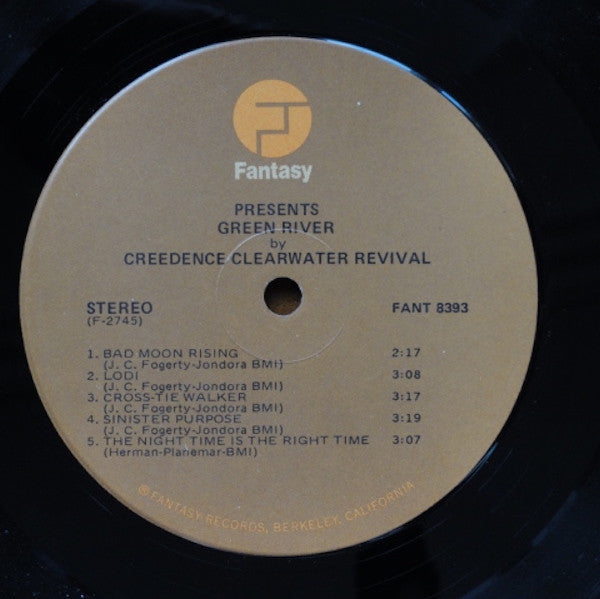 Fantasy
PRESENTS
GREEN RIVER
by
CREEDENCE CLEARWATER REVIVAL
STEREO FANT 8393
(F-2745)
1. BAD MOON RISING 2:17
(J. C. Fogerty-Jondora BMI)
2. LODI 3:08
(J. C. Fogerty-Jondora BMI)
3. CROSS-TIE WALKER 3:17
(J. C. Fogerty-Jondora BMI)
4. SINISTER PURPOSE 3:19
(J. C. Fogerty-Jondora BMI)
5. THE NIGHT TIME IS THE RIGHT TIME 3:07
(Herman-Planemar-BMI)
℗ FANTASY RECORDS, BERKELEY, CALIFORNIA